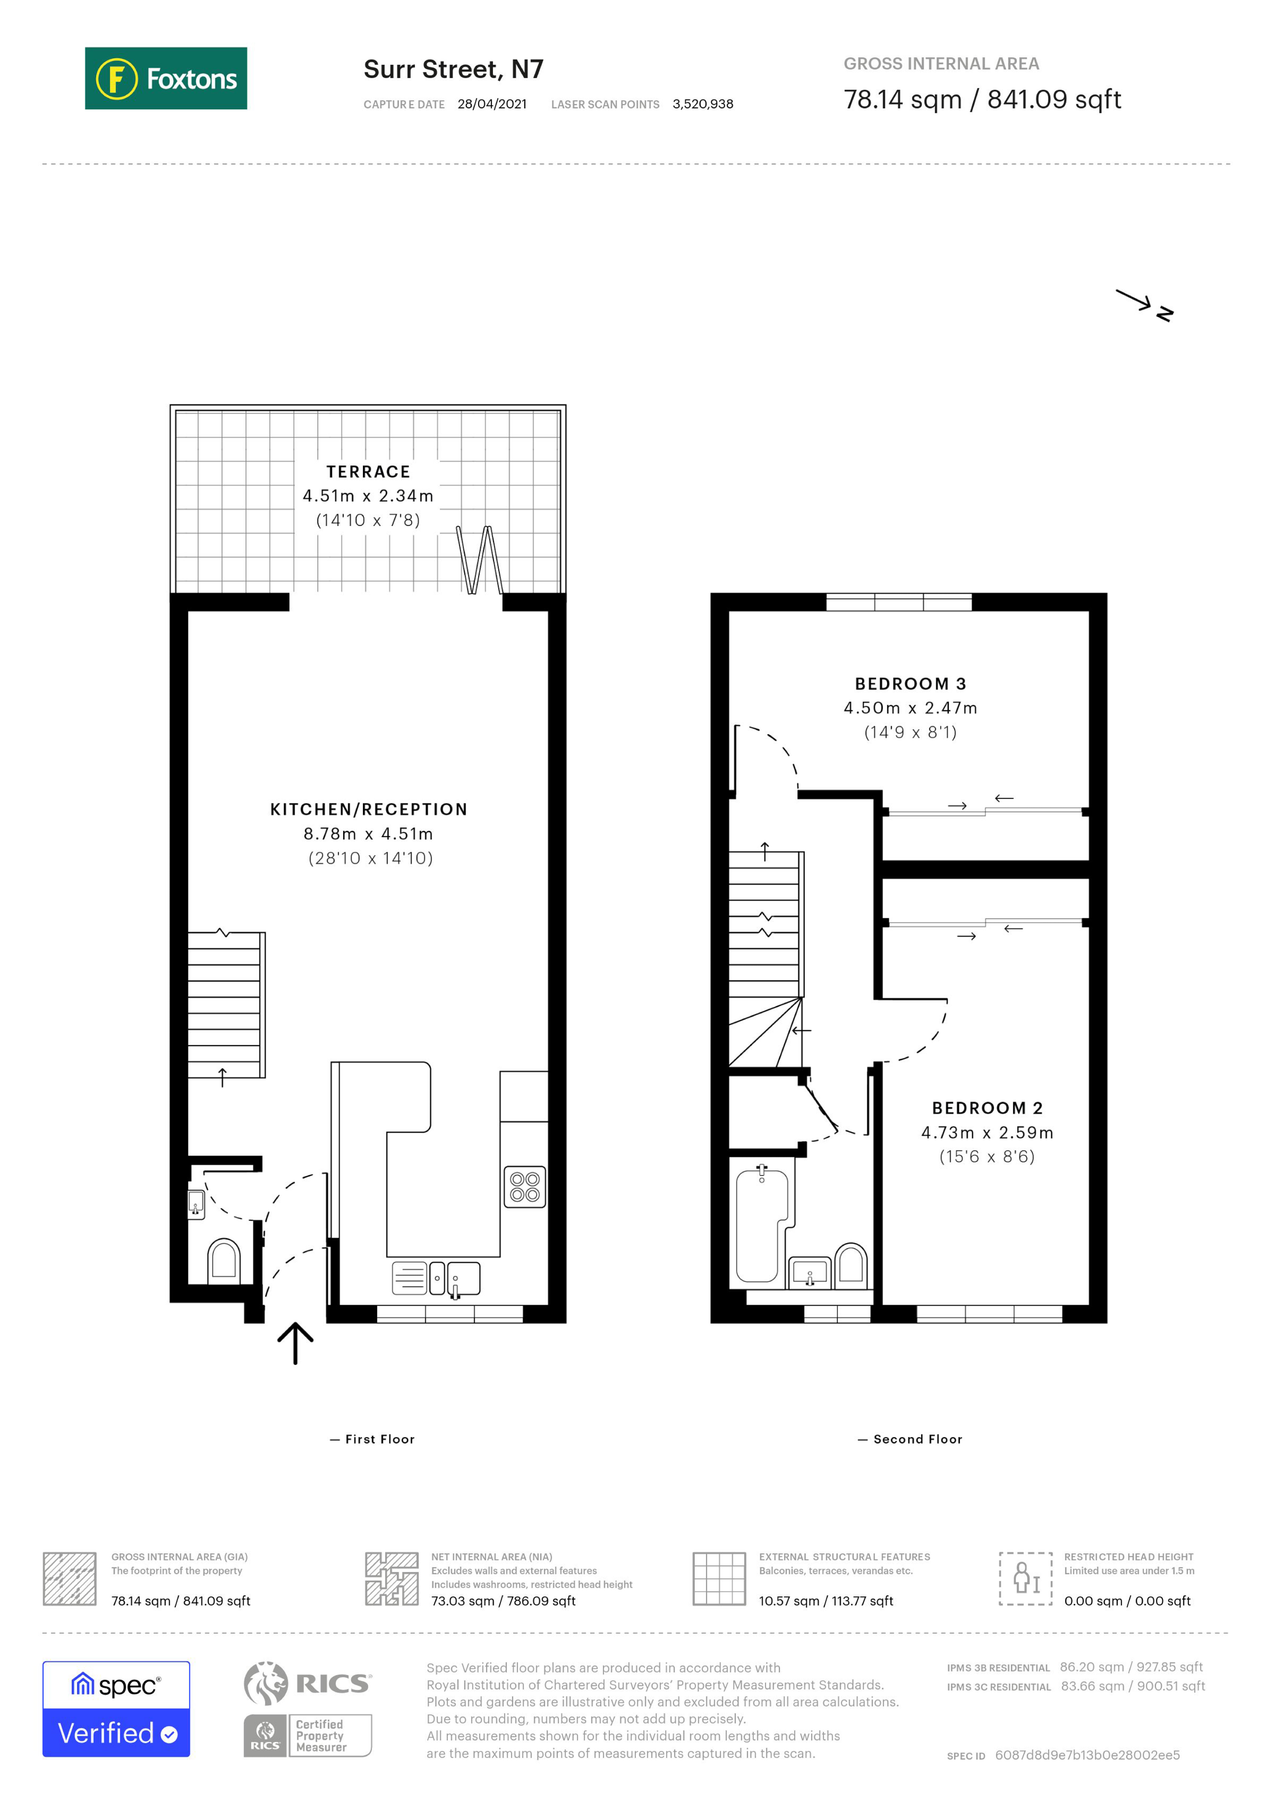 Foxtons
Surr Street, N7
CAPTURE DATE 28/04/2021 LASER SCAN POINTS 3,520,938
GROSS INTERNAL AREA
78.14 sqm / 841.09 sqft
N
TERRACE
4.51m x 2.34m
(14'10 x 7'8)
KITCHEN/RECEPTION
8.78m x 4.51m
(28'10 x 14'10)
BEDROOM 3
4.50m x 2.47m
(14'9 x 8'1)
BEDROOM 2
4.73m x 2.59m
(15'6 x 8'6)
— First Floor
— Second Floor
GROSS INTERNAL AREA (GIA)
The footprint of the property
78.14 sqm / 841.09 sqft
NET INTERNAL AREA (NIA)
Excludes walls and external features
Includes washrooms, restricted head height
73.03 sqm / 786.09 sqft
EXTERNAL STRUCTURAL FEATURES
Balconies, terraces, verandas etc.
10.57 sqm / 113.77 sqft
RESTRICTED HEAD HEIGHT
Limited use area under 1.5 m
0.00 sqm / 0.00 sqft
spec®
Verified
RICS®
RICS
Certified
Property
Measurer
Spec Verified floor plans are produced in accordance with
Royal Institution of Chartered Surveyors' Property Measurement Standards.
Plots and gardens are illustrative only and excluded from all area calculations.
Due to rounding, numbers may not add up precisely.
All measurements shown for the individual room lengths and widths
are the maximum points of measurements captured in the scan.
IPMS 3B RESIDENTIAL 86.20 sqm / 927.85 sqft
IPMS 3C RESIDENTIAL 83.66 sqm / 900.51 sqft
SPEC ID 6087d8d9e7b13b0e28002ee5